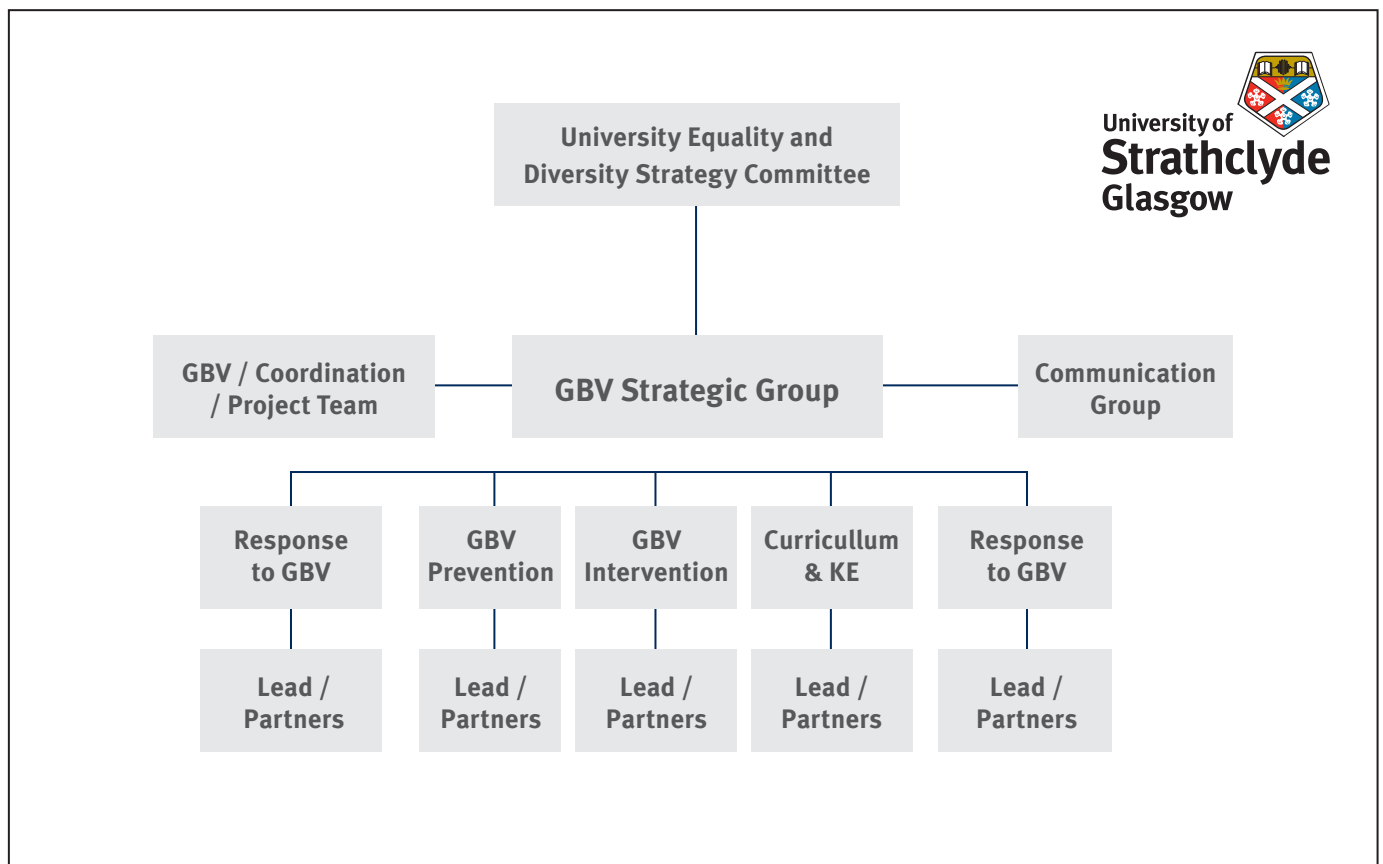 University of
Strathclyde
Glasgow
University Equality and
Diversity Strategy Committee
GBV / Coordination
/ Project Team
GBV Strategic Group
Communication
Group
Response
to GBV
GBV
Prevention
GBV
Intervention
Curricullum
& KE
Response
to GBV
Lead /
Partners
Lead /
Partners
Lead /
Partners
Lead /
Partners
Lead /
Partners